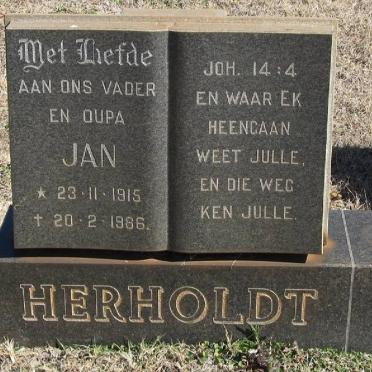 Met Liefde
AAN ONS VADER
EN OUPA
JAN
* 23·11·1915
† 20·2·1986.
JOH. 14:4
EN WAAR EK
HEENGAAN
WEET JULLE,
EN DIE WEG
KEN JULLE.
HERHOLDT